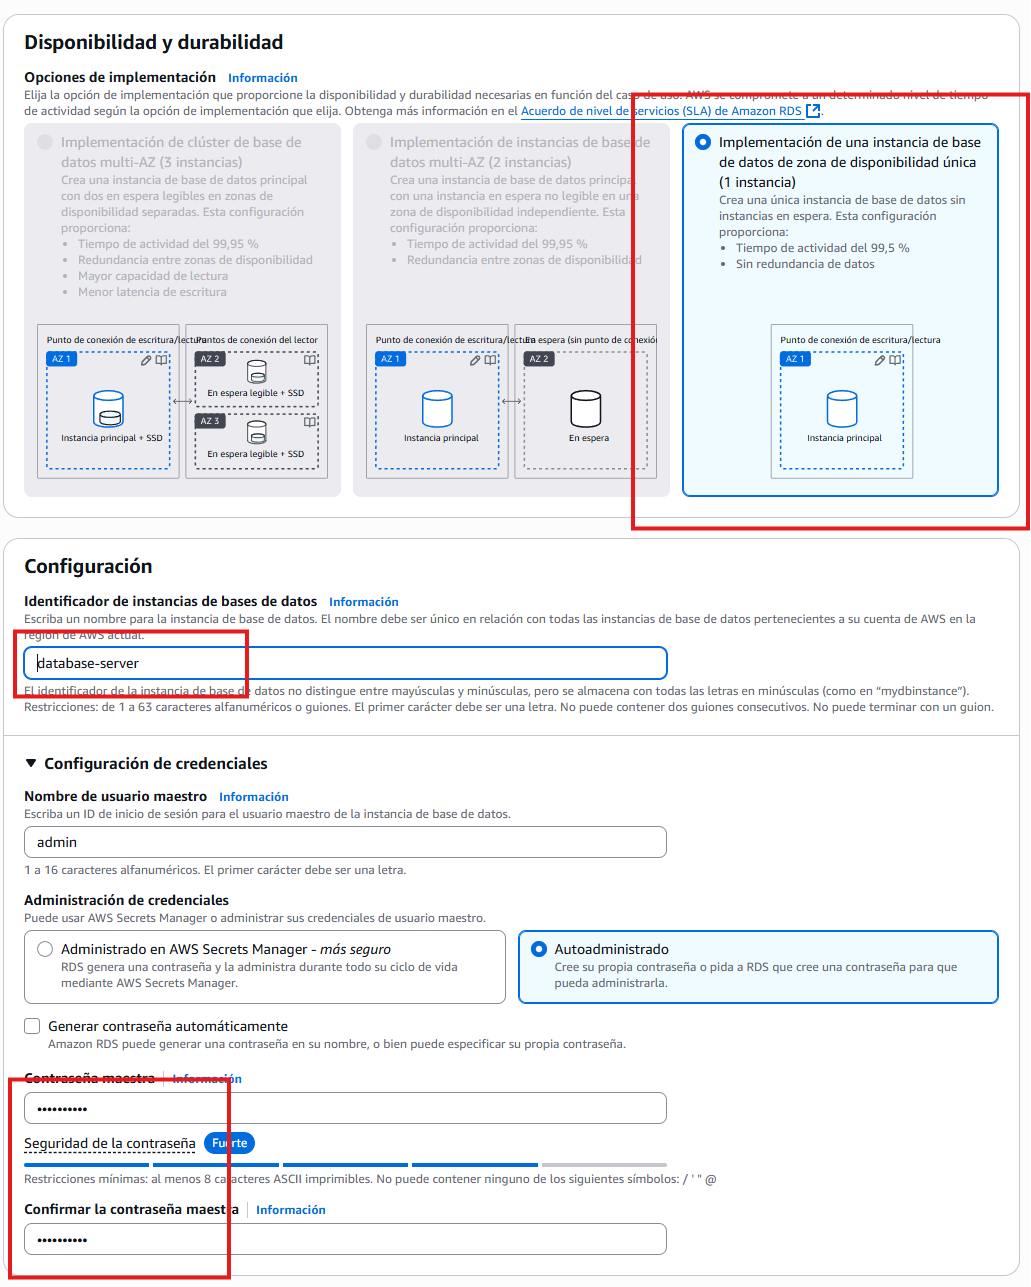 Disponibilidad y durabilidad
Opciones de implementación Información
Elija la opción de implementación que proporcione la disponibilidad y durabilidad necesarias en función del caso de uso. AWS se compromete a un determinado nivel de tiempo
de actividad según la opción de implementación que elija. Obtenga más información en el Acuerdo de nivel de servicios (SLA) de Amazon RDS.
Implementación de clúster de base de
datos multi-AZ (3 instancias)
Crea una instancia de base de datos principal
con dos en espera legibles en zonas de
disponibilidad separadas. Esta configuración
proporciona:
• Tiempo de actividad del 99,95 %
• Redundancia entre zonas de disponibilidad
• Mayor capacidad de lectura
• Menor latencia de escritura
Punto de conexión de escritura/lectura
Puntos de conexión del lector
AZ 1
Instancia principal + SSD
AZ 2
En espera legible + SSD
AZ 3
En espera legible + SSD
Implementación de instancias de base de
datos multi-AZ (2 instancias)
Crea una instancia de base de datos principal
con una instancia en espera no legible en una
zona de disponibilidad independiente. Esta
configuración proporciona:
• Tiempo de actividad del 99,95 %
• Redundancia entre zonas de disponibilidad
Punto de conexión de escritura/lectura
En espera (sin punto de conexión
AZ 1
Instancia principal
AZ 2
En espera
Implementación de una instancia de base
de datos de zona de disponibilidad única
(1 instancia)
Crea una única instancia de base de datos sin
instancias en espera. Esta configuración
proporciona:
• Tiempo de actividad del 99,5 %
• Sin redundancia de datos
Punto de conexión de escritura/lectura
AZ 1
Instancia principal
Configuración
Identificador de instancias de bases de datos Información
Escriba un nombre para la instancia de base de datos. El nombre debe ser único en relación con todas las instancias de base de datos pertenecientes a su cuenta de AWS en la
región de AWS actual.
database-server
El identificador de la instancia de base de datos no distingue entre mayúsculas y minúsculas, pero se almacena con todas las letras en minúsculas (como en “mydbinstance”).
Restricciones: de 1 a 63 caracteres alfanuméricos o guiones. El primer carácter debe ser una letra. No puede contener dos guiones consecutivos. No puede terminar con un guion.
Configuración de credenciales
Nombre de usuario maestro Información
Escriba un ID de inicio de sesión para el usuario maestro de la instancia de base de datos.
admin
1 a 16 caracteres alfanuméricos. El primer carácter debe ser una letra.
Administración de credenciales
Puede usar AWS Secrets Manager o administrar sus credenciales de usuario maestro.
Administrado en AWS Secrets Manager - más seguro
RDS genera una contraseña y la administra durante todo su ciclo de vida
mediante AWS Secrets Manager.
Autoadministrado
Cree su propia contraseña o pida a RDS que cree una contraseña para que
pueda administrarla.
Generar contraseña automáticamente
Amazon RDS puede generar una contraseña en su nombre, o bien puede especificar su propia contraseña.
Contraseña maestra Información
••••••••••
Seguridad de la contraseña Fuerte
Restricciones mínimas: al menos 8 caracteres ASCII imprimibles. No puede contener ninguno de los siguientes símbolos: / ' " @
Confirmar la contraseña maestra Información
••••••••••